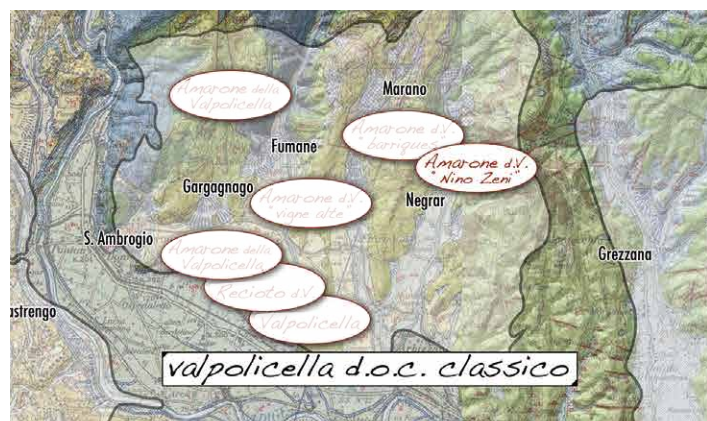 Marano
Amarone della
Valpolicella
Amarone d.V.
"barriques"
Fumane
Amarone d.V.
"Nino Zeni"
Gargagnago
Amarone d.V.
"vigne alte"
Negrar
S. Ambrogio
Amarone della
Valpolicella
Grezzana
Recioto d.V.
astrengo
Valpolicella
valpolicella d.o.c. classico